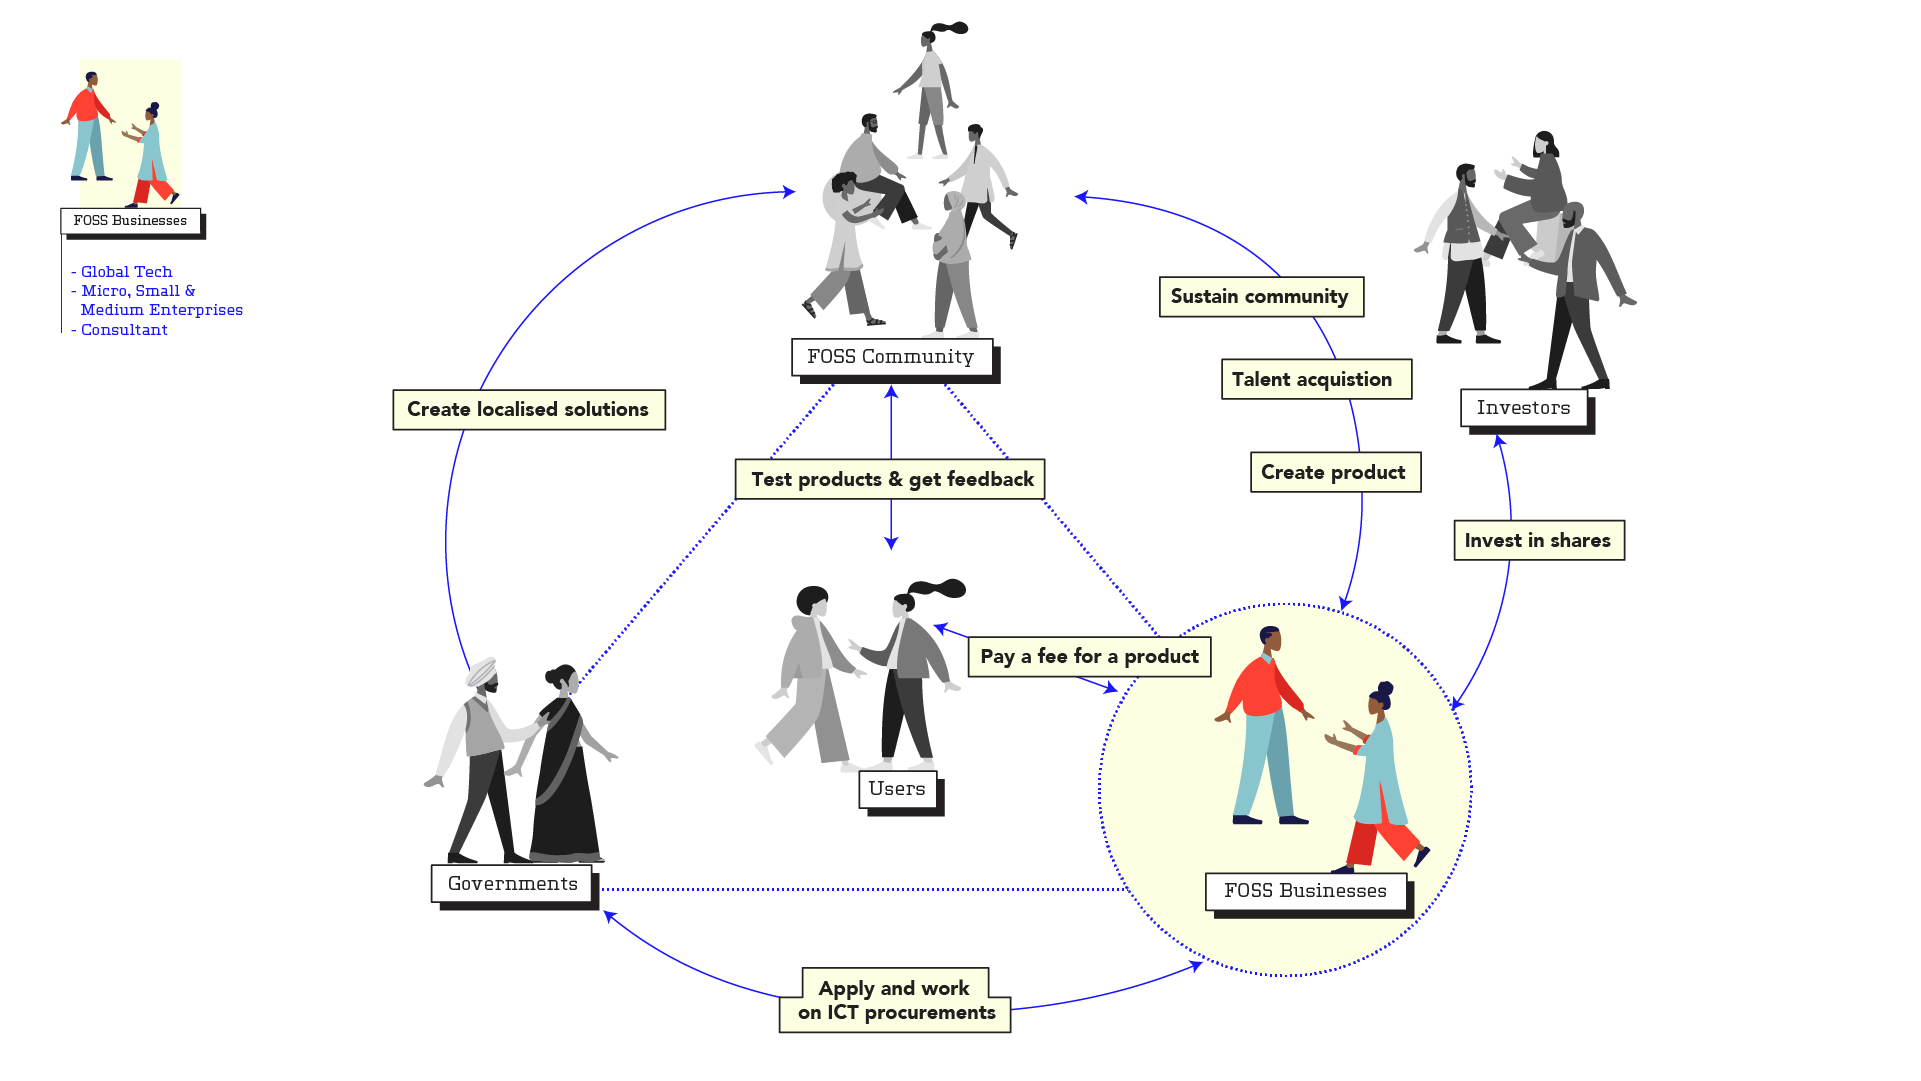 FOSS Businesses
- Global Tech
- Micro, Small &
Medium Enterprises
- Consultant
FOSS Community
Sustain community
Talent acquistion
Create product
Investors
Invest in shares
Create localised solutions
Test products & get feedback
Pay a fee for a product
Users
Governments
FOSS Businesses
Apply and work
on ICT procurements